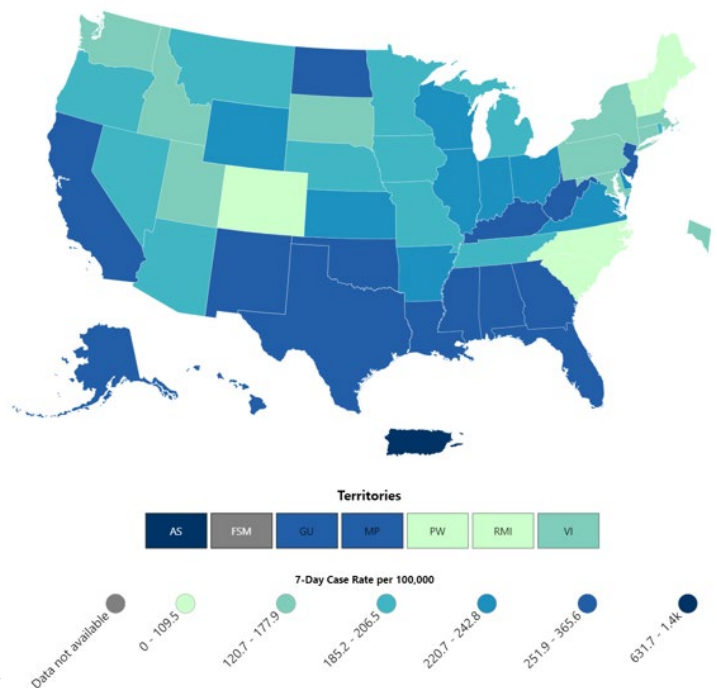 Territories
AS FSM GU MP PW RMI VI
7-Day Case Rate per 100,000
Data not available
0 - 109.5
120.7 - 177.9
185.2 - 206.5
220.7 - 242.8
251.9 - 365.6
631.7 - 1.4k